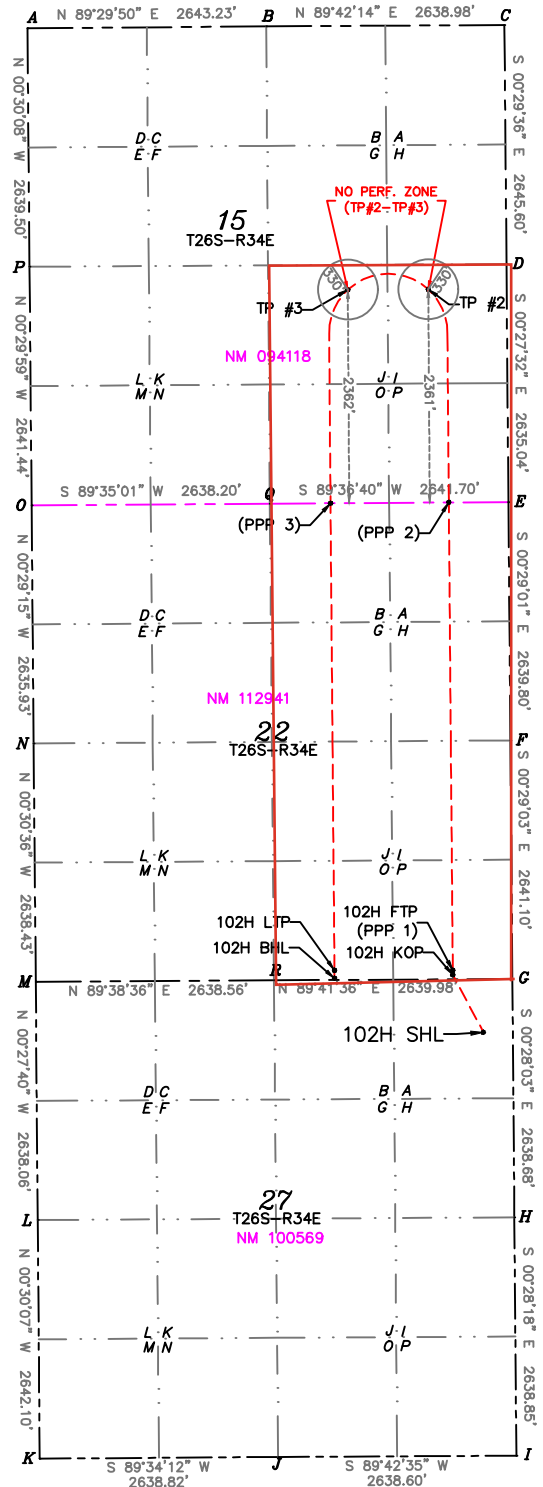 A N 89°29'50" E 2643.23' B N 89°42'14" E 2638.98' C
N 00°30'08" W 2639.50'
S 00°29'36" E 2645.60'
D C B A
E F G H
NO PERF. ZONE
(TP#2-TP#3)
15
T26S-R34E
P D
330' 330'
TP #3 TP #2
N 00°29'59" W 2641.44'
S 00°27'32" E 2635.04'
NM 094118
L K J I
M N O P
2362' 2361'
O S 89°35'01" W 2638.20' Q S 89°36'40" W 2641.70' E
(PPP 3) (PPP 2)
N 00°29'15" W 2635.93'
S 00°29'01" E 2639.80'
D C B A
E F G H
NM 112941
22
T26S-R34E
N F
N 00°30'36" W 2638.43'
S 00°29'03" E 2641.10'
L K J I
M N O P
102H LTP 102H FTP
(PPP 1)
102H BHL 102H KOP
M N 89°38'36" E 2638.56' R N 89°41'36" E 2639.98' G
102H SHL
N 00°27'40" W 2638.06'
S 00°28'03" E 2638.68'
D C B A
E F G H
27
T26S-R34E
NM 100569
L H
N 00°30'07" W 2642.10'
S 00°28'18" E 2638.85'
L K J I
M N O P
K S 89°34'12" W J S 89°42'35" W I
2638.82' 2638.60'